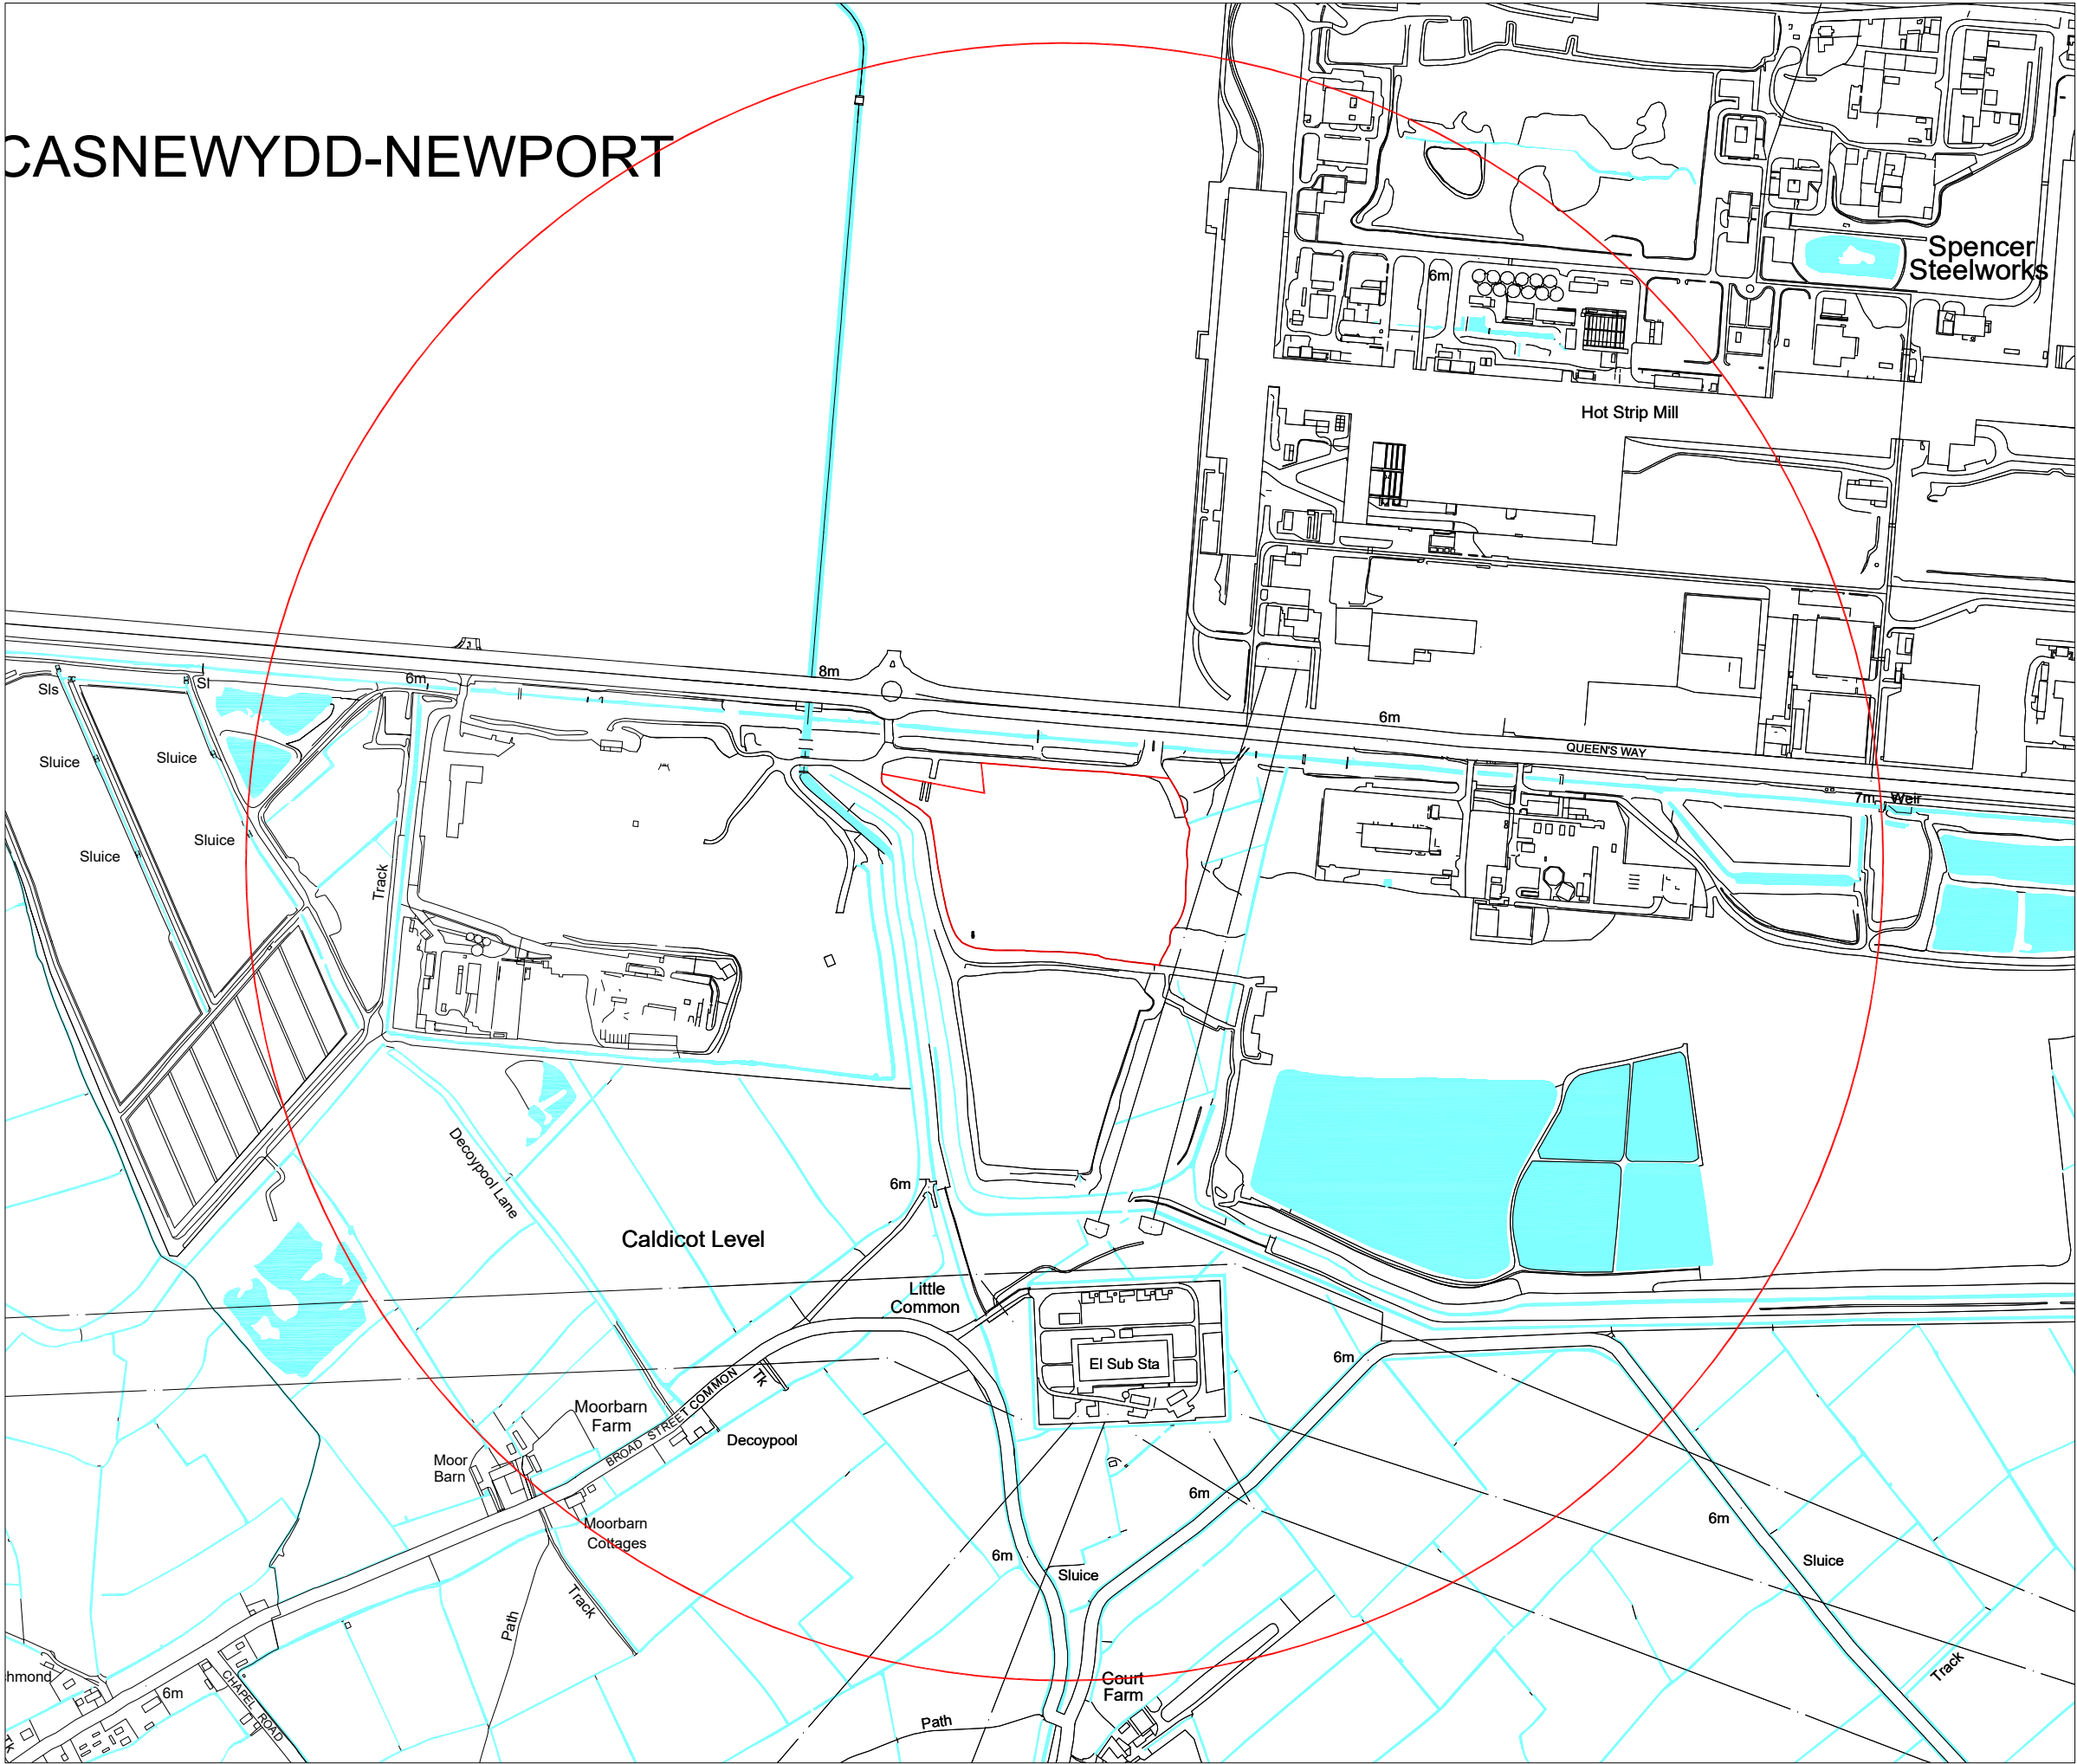 CASNEWYDD-NEWPORT
Spencer
Steelworks
6m
Hot Strip Mill
8m
6m
Sls
Sl
6m
QUEEN'S WAY
Sluice
Sluice
7m
Weir
Sluice
Sluice
Track
Decoypool Lane
6m
Caldicot Level
Little
Common
El Sub Sta
6m
Tk
BROAD STREET COMMON
Moorbarn
Farm
Decoypool
Moor
Barn
6m
6m
Moorbarn
Cottages
6m
Sluice
Sluice
Track
Path
Track
Court
Farm
hmond
6m
CHAPEL ROAD
Path
Tk